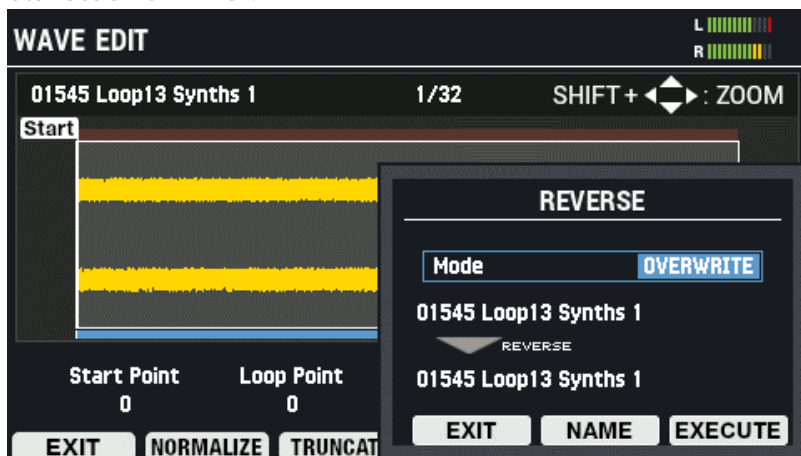 WAVE EDIT
L
R
01545 Loop13 Synths 1 1/32 SHIFT + : ZOOM
Start
REVERSE
Mode OVERWRITE
01545 Loop13 Synths 1
REVERSE
01545 Loop13 Synths 1
EXIT NAME EXECUTE
Start Point Loop Point
0 0
EXIT NORMALIZE TRUNCAT